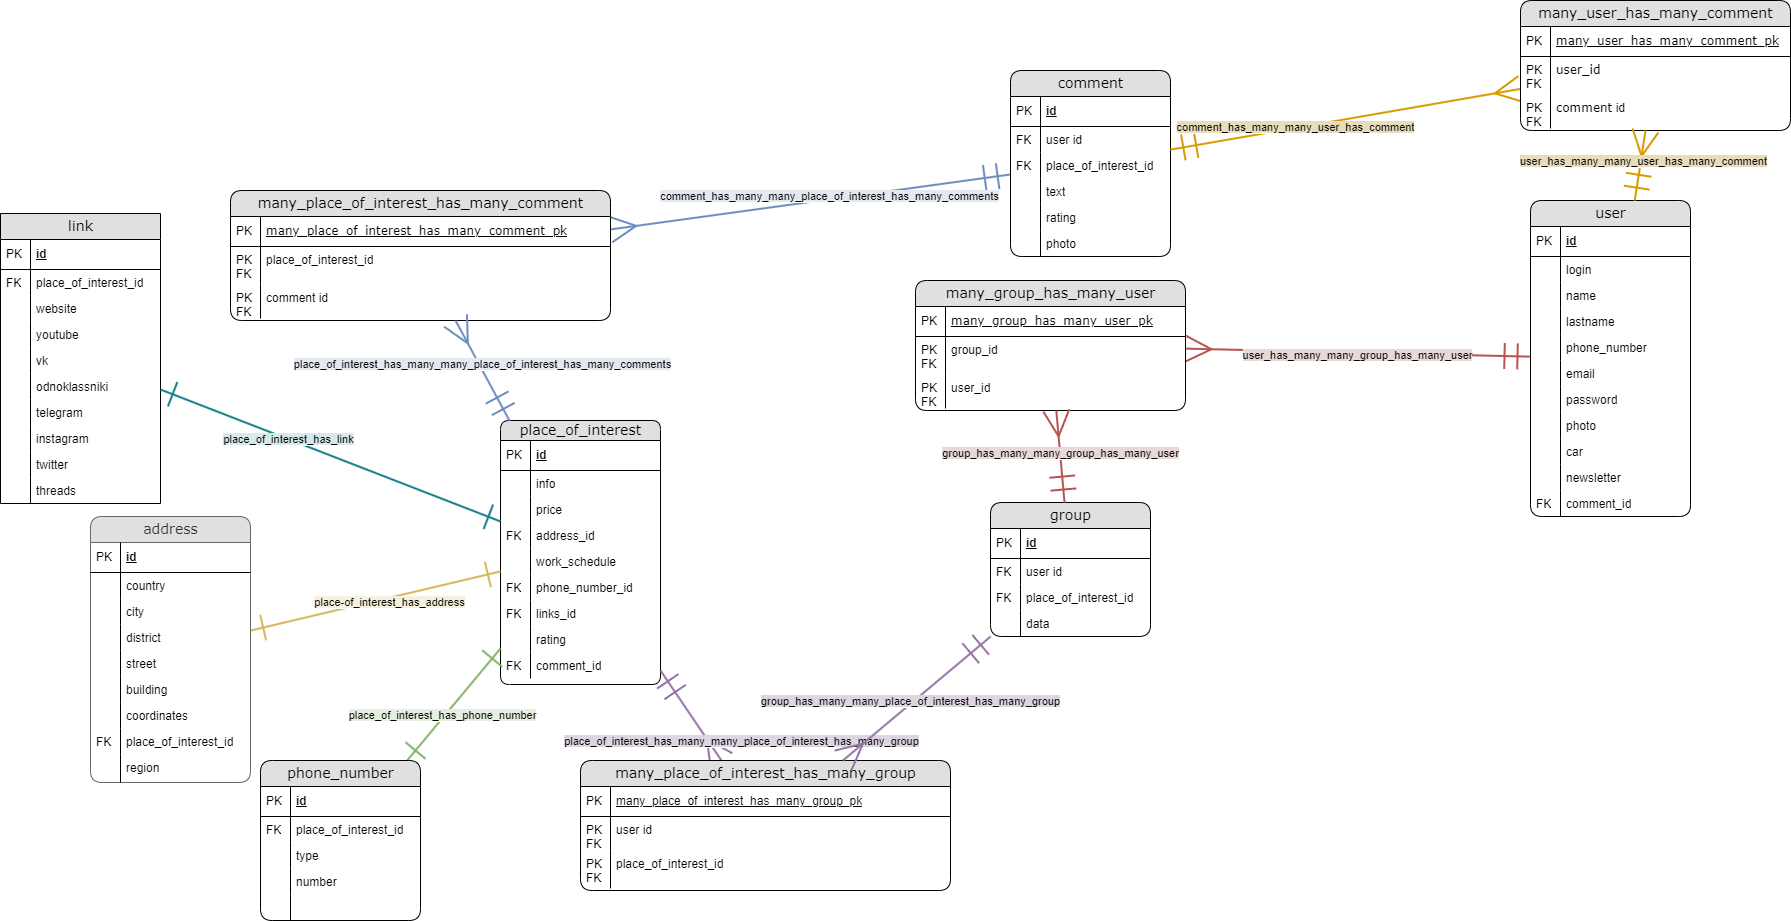 many_user_has_many_comment
PK many_user_has_many_comment_pk
PK user_id
FK
PK comment id
FK
comment
PK id
FK user id
FK place_of_interest_id
text
rating
photo
comment_has_many_many_user_has_comment
user_has_many_many_user_has_many_comment
comment_has_many_many_place_of_interest_has_many_comments
many_place_of_interest_has_many_comment
PK many_place_of_interest_has_many_comment_pk
PK place_of_interest_id
FK
PK comment id
FK
link
PK id
FK place_of_interest_id
website
youtube
vk
odnoklassniki
telegram
instagram
twitter
threads
user
PK id
login
name
lastname
phone_number
email
password
photo
car
newsletter
FK comment_id
many_group_has_many_user
PK many_group_has_many_user_pk
PK group_id
FK
PK user_id
FK
user_has_many_many_group_has_many_user
place_of_interest_has_many_many_place_of_interest_has_many_comments
place_of_interest_has_link
group_has_many_many_group_has_many_user
place_of_interest
PK id
info
price
FK address_id
work_schedule
FK phone_number_id
FK links_id
rating
FK comment_id
group
PK id
FK user id
FK place_of_interest_id
data
address
PK id
country
city
district
street
building
coordinates
FK place_of_interest_id
region
place-of_interest_has_address
place_of_interest_has_phone_number
group_has_many_many_place_of_interest_has_many_group
place_of_interest_has_many_many_place_of_interest_has_many_group
phone_number
PK id
FK place_of_interest_id
type
number
many_place_of_interest_has_many_group
PK many_place_of_interest_has_many_group_pk
PK user id
FK
PK place_of_interest_id
FK